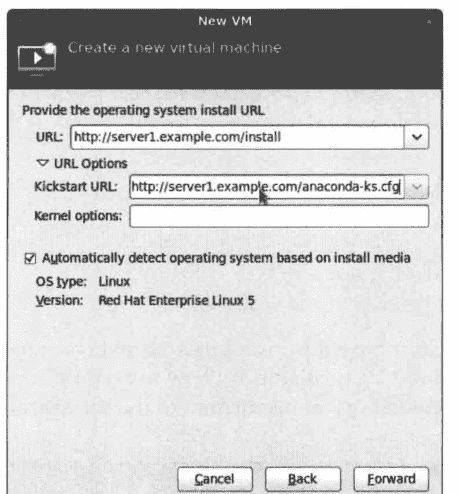 New VM
Create a new virtual machine
Provide the operating system install URL
URL: http://server1.example.com/install
URL Options
Kickstart URL: http://server1.example.com/anaconda-ks.cfg
Kernel options:
Automatically detect operating system based on install media
OS type: Linux
Version: Red Hat Enterprise Linux 5
Cancel Back Forward